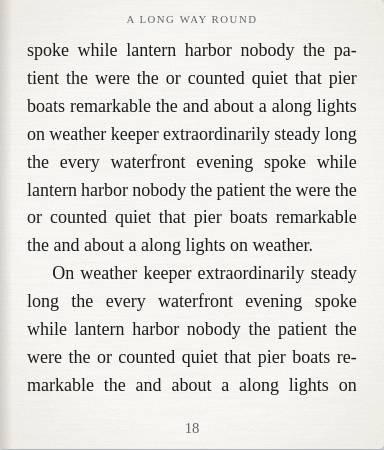 A LONG WAY ROUND
spoke while lantern harbor nobody the pa-
tient the were the or counted quiet that pier
boats remarkable the and about a along lights
on weather keeper extraordinarily steady long
the every waterfront evening spoke while
lantern harbor nobody the patient the were the
or counted quiet that pier boats remarkable
the and about a along lights on weather.
On weather keeper extraordinarily steady
long the every waterfront evening spoke
while lantern harbor nobody the patient the
were the or counted quiet that pier boats re-
markable the and about a along lights on
18